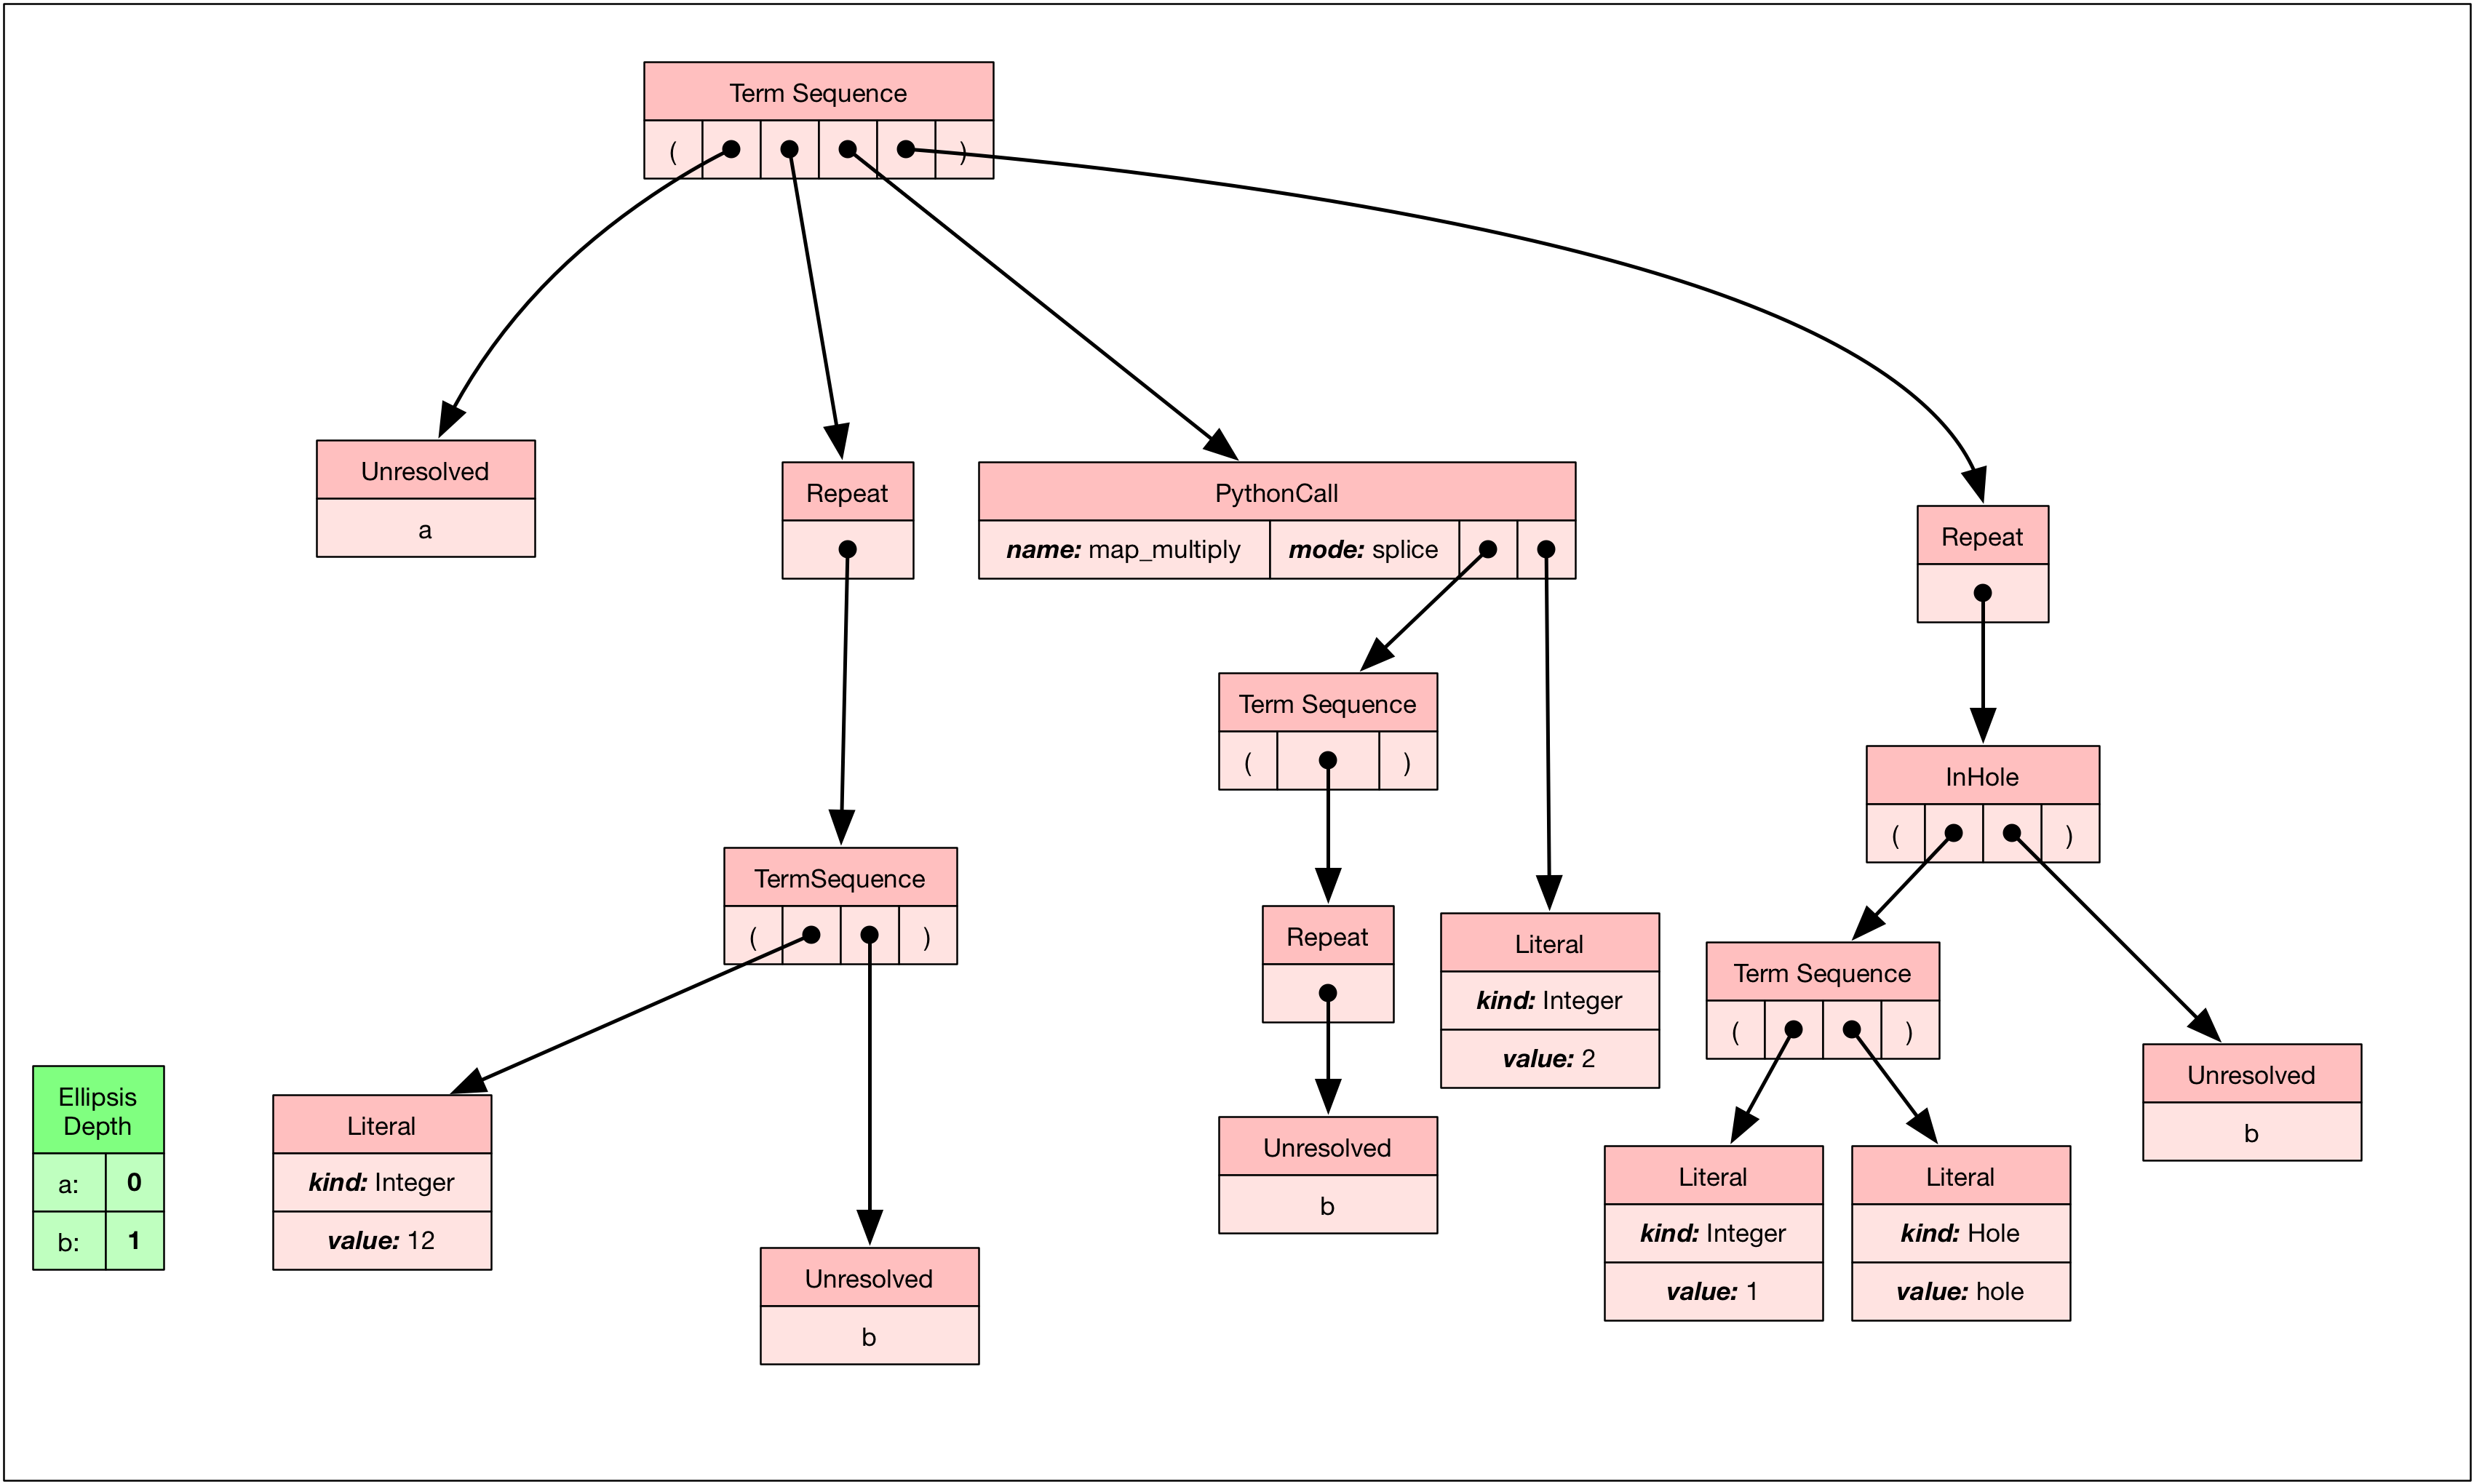 Term Sequence
( )
Unresolved
a
Repeat
PythonCall
name: map_multiply mode: splice
Repeat
Term Sequence
( )
InHole
( )
TermSequence
( )
Repeat
Literal
kind: Integer
value: 2
Term Sequence
( )
Unresolved
b
Ellipsis
Depth
a: 0
b: 1
Literal
kind: Integer
value: 12
Unresolved
b
Unresolved
b
Literal
kind: Integer
value: 1
Literal
kind: Hole
value: hole